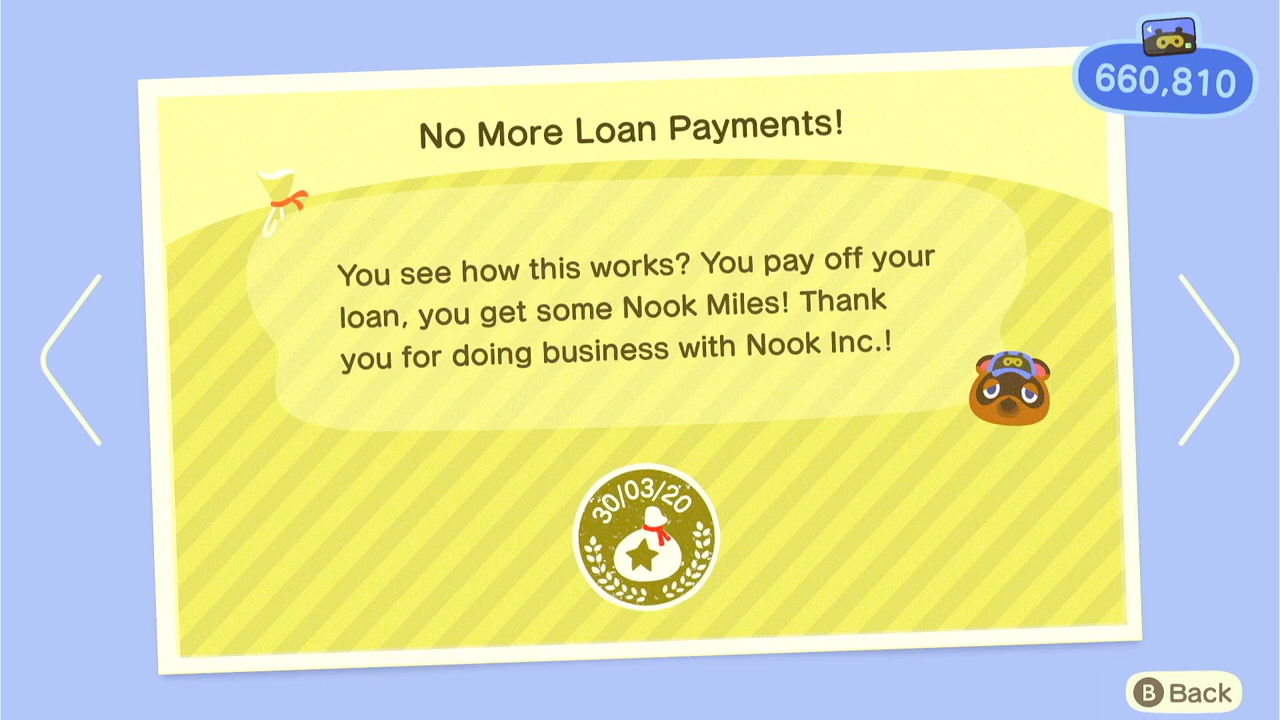 660,810
No More Loan Payments!
You see how this works? You pay off your
loan, you get some Nook Miles! Thank
you for doing business with Nook Inc.!
30/03/20
B Back